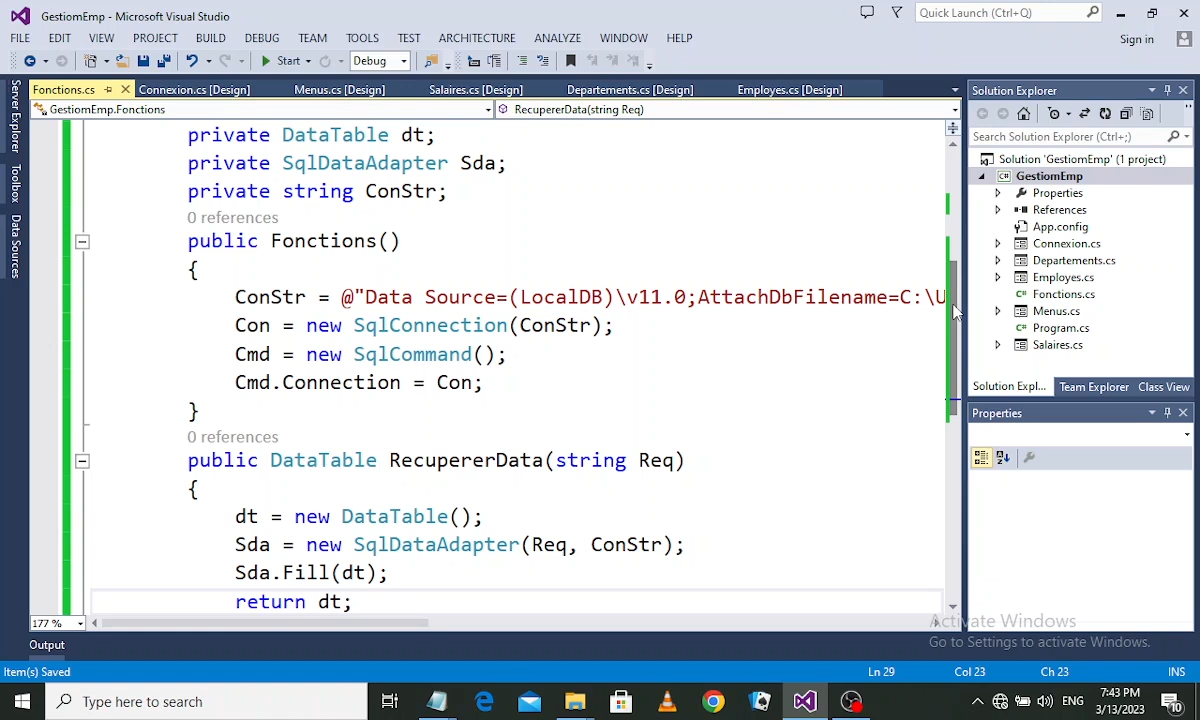 GestiomEmp - Microsoft Visual Studio
Quick Launch (Ctrl+Q)
FILE EDIT VIEW PROJECT BUILD DEBUG TEAM TOOLS TEST ARCHITECTURE ANALYZE WINDOW HELP
Sign in
Start Debug
Server Explorer
Toolbox
Data Sources
Fonctions.cs Connexion.cs [Design] Menus.cs [Design] Salaires.cs [Design] Departements.cs [Design] Employes.cs [Design]
GestiomEmp.Fonctions RecupererData(string Req)
private DataTable dt;
private SqlDataAdapter Sda;
private string ConStr;
0 references
public Fonctions()
{
ConStr = @"Data Source=(LocalDB)\v11.0;AttachDbFilename=C:\U
Con = new SqlConnection(ConStr);
Cmd = new SqlCommand();
Cmd.Connection = Con;
}
0 references
public DataTable RecupererData(string Req)
{
dt = new DataTable();
Sda = new SqlDataAdapter(Req, ConStr);
Sda.Fill(dt);
return dt;
177 %
Solution Explorer
Search Solution Explorer (Ctrl+;)
Solution 'GestiomEmp' (1 project)
C# GestiomEmp
Properties
References
App.config
Connexion.cs
Departements.cs
Employes.cs
C# Fonctions.cs
Menus.cs
C# Program.cs
Salaires.cs
Solution Expl... Team Explorer Class View
Properties
Activate Windows
Go to Settings to activate Windows.
Output
Item(s) Saved Ln 29 Col 23 Ch 23 INS
Type here to search
ENG
7:43 PM
3/13/2023
10